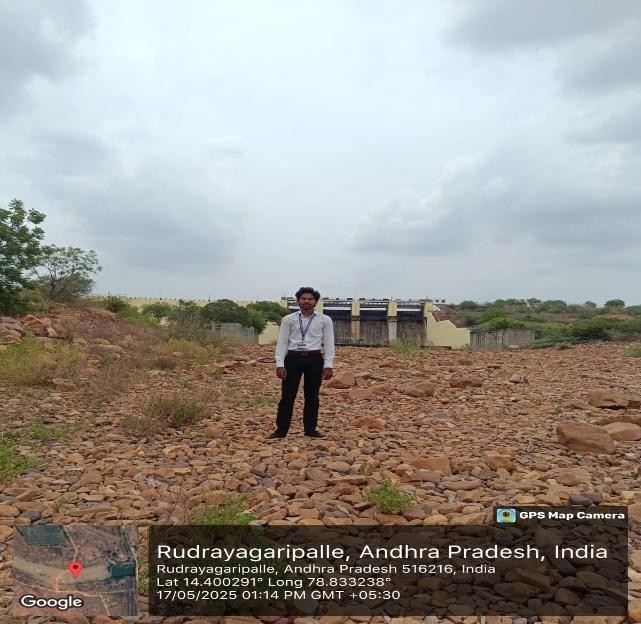 GPS Map Camera
Rudrayagaripalle, Andhra Pradesh, India
Rudrayagaripalle, Andhra Pradesh 516216, India
Lat 14.400291° Long 78.833238°
17/05/2025 01:14 PM GMT +05:30
Google